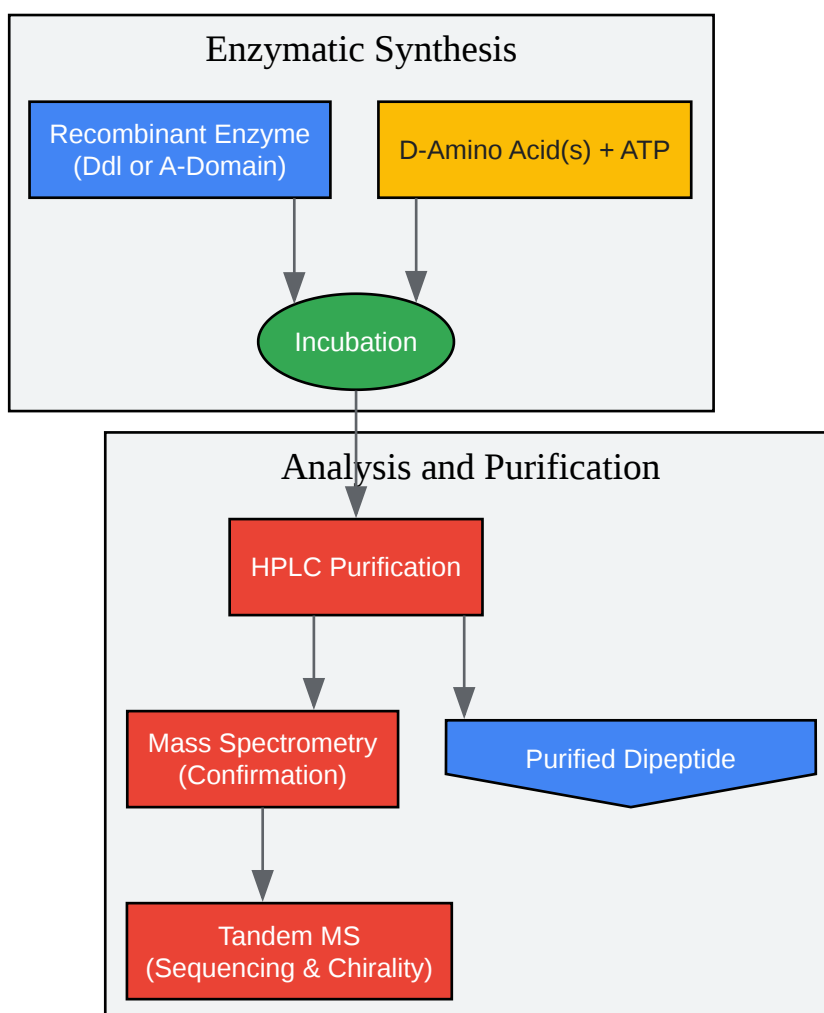 Enzymatic Synthesis
Recombinant Enzyme
(Ddl or A-Domain)
D-Amino Acid(s) + ATP
Incubation
Analysis and Purification
HPLC Purification
Mass Spectrometry
(Confirmation)
Purified Dipeptide
Tandem MS
(Sequencing & Chirality)